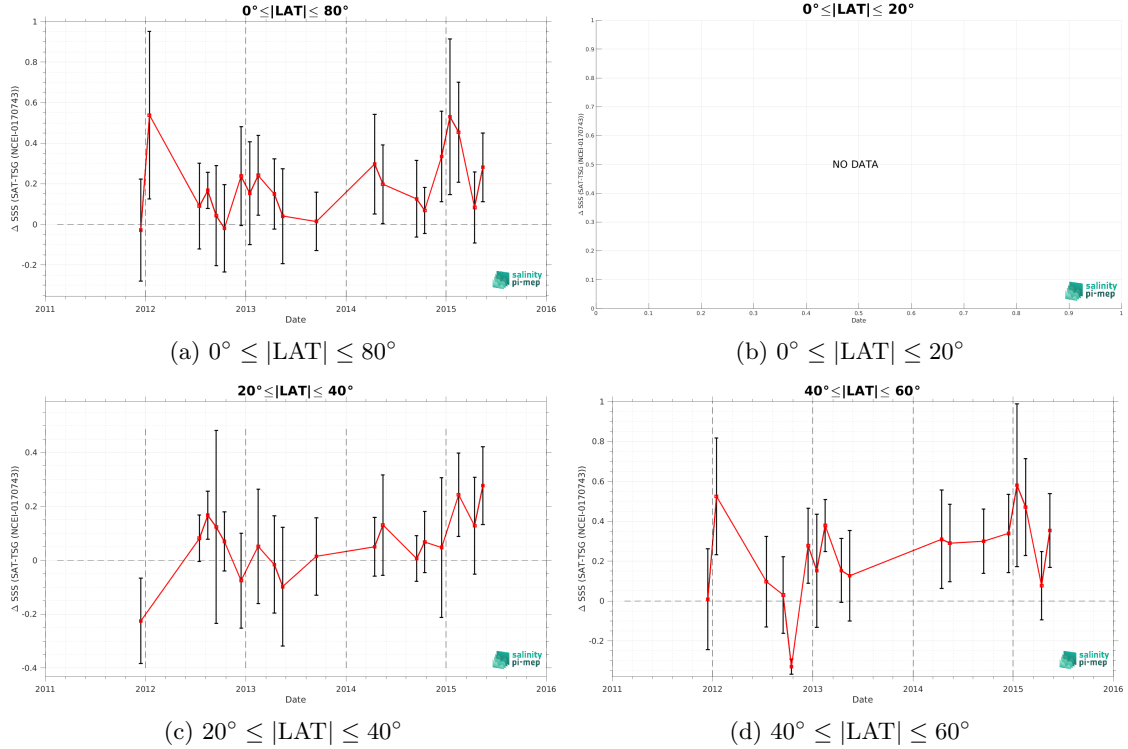 0°≤|LAT|≤ 80°
Δ SSS (SAT-TSG (NCEI-0170743))
1
0.8
0.6
0.4
0.2
0
-0.2
2011 2012 2013 2014 2015 2016
Date
salinity
pi-mep
(a) 0° ≤ |LAT| ≤ 80°
0°≤|LAT|≤ 20°
Δ SSS (SAT-TSG (NCEI-0170743))
1
0.9
0.8
0.7
0.6
0.5
0.4
0.3
0.2
0.1
0
NO DATA
0 0.1 0.2 0.3 0.4 0.5 0.6 0.7 0.8 0.9 1
Date
salinity
pi-mep
(b) 0° ≤ |LAT| ≤ 20°
20°≤|LAT|≤ 40°
Δ SSS (SAT-TSG (NCEI-0170743))
0.4
0.2
0
-0.2
-0.4
2011 2012 2013 2014 2015 2016
Date
salinity
pi-mep
(c) 20° ≤ |LAT| ≤ 40°
40°≤|LAT|≤ 60°
Δ SSS (SAT-TSG (NCEI-0170743))
1
0.8
0.6
0.4
0.2
0
-0.2
2011 2012 2013 2014 2015 2016
Date
salinity
pi-mep
(d) 40° ≤ |LAT| ≤ 60°